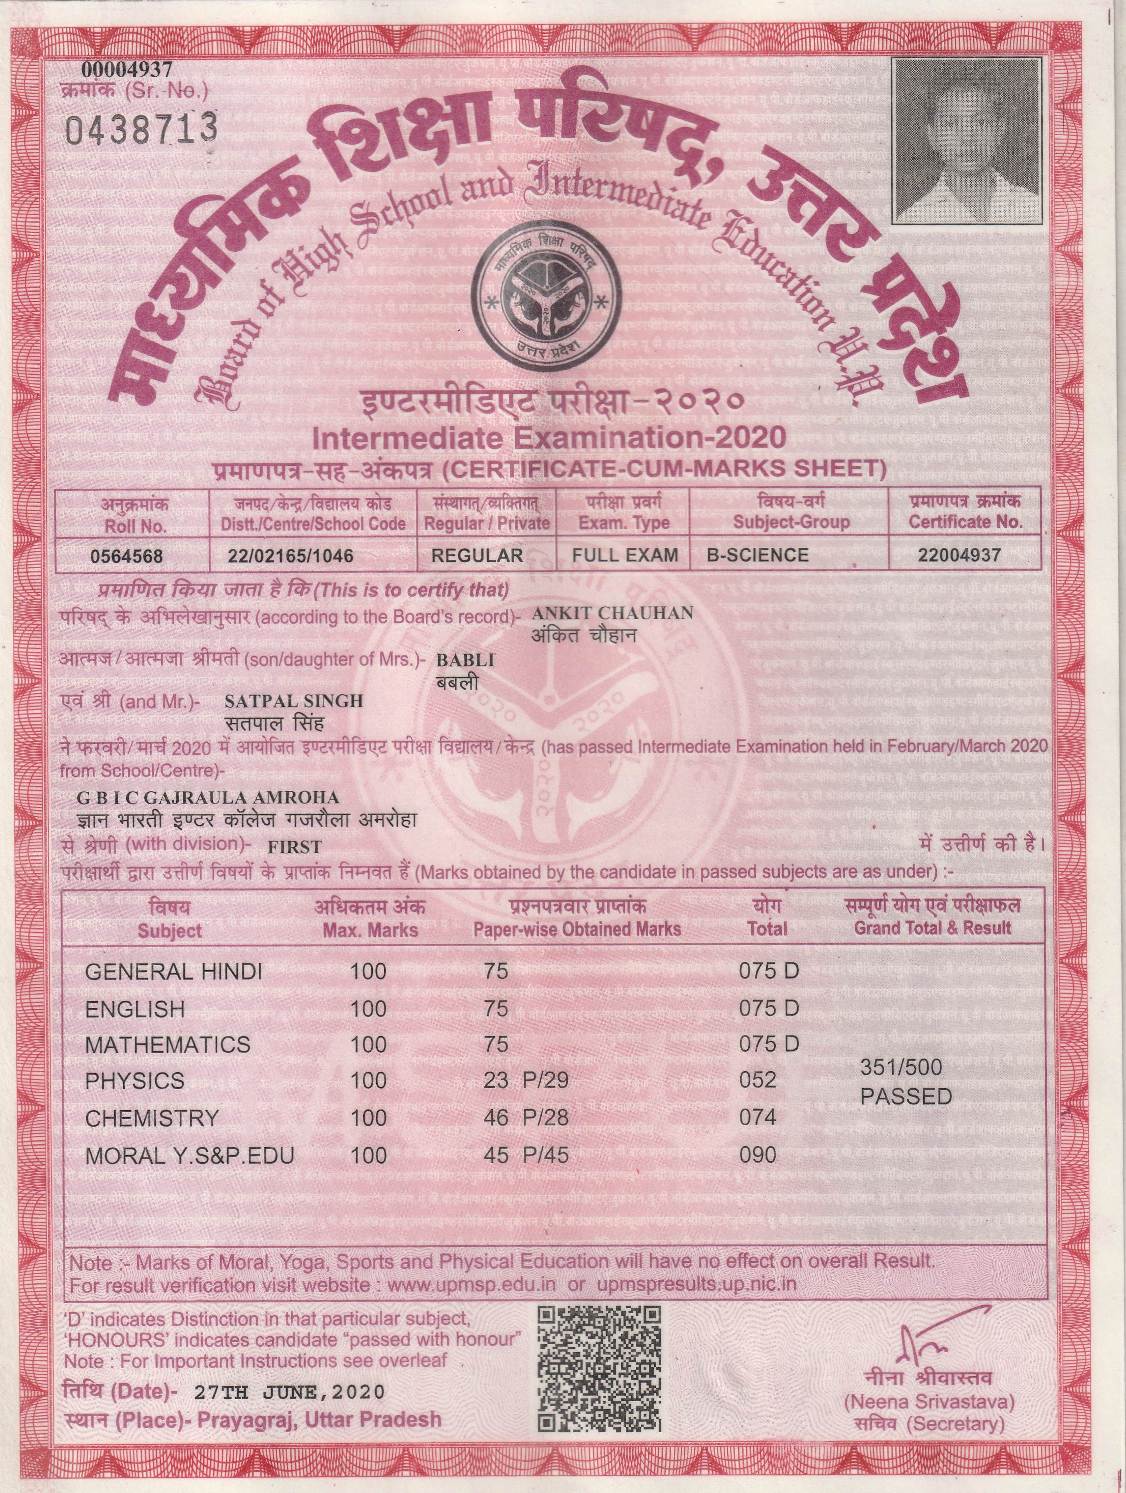 00004937
क्रमांक (Sr. No.)
0438713
माध्यमिक शिक्षा परिषद्, उत्तर प्रदेश
Board of High School and Intermediate Education U.P.
माध्यमिक शिक्षा परिषद
उत्तर प्रदेश
इण्टरमीडिएट परीक्षा-२०२०
Intermediate Examination-2020
प्रमाणपत्र-सह-अंकपत्र (CERTIFICATE-CUM-MARKS SHEET)
अनुक्रमांक जनपद/केन्द्र/विद्यालय कोड संस्थागत्/व्यक्तिगत् परीक्षा प्रवर्ग विषय-वर्ग प्रमाणपत्र क्रमांक
Roll No. Distt./Centre/School Code Regular / Private Exam. Type Subject-Group Certificate No.
0564568 22/02165/1046 REGULAR FULL EXAM B-SCIENCE 22004937
प्रमाणित किया जाता है कि (This is to certify that)
परिषद् के अभिलेखानुसार (according to the Board's record)- ANKIT CHAUHAN
अंकित चौहान
आत्मज/आत्मजा श्रीमती (son/daughter of Mrs.)- BABLI
बबली
एवं श्री (and Mr.)- SATPAL SINGH
सतपाल सिंह
ने फरवरी/मार्च 2020 में आयोजित इण्टरमीडिएट परीक्षा विद्यालय/केन्द्र (has passed Intermediate Examination held in February/March 2020
from School/Centre)-
G B I C GAJRAULA AMROHA
ज्ञान भारती इण्टर कॉलेज गजरौला अमरोहा
से श्रेणी (with division)- FIRST में उत्तीर्ण की है।
परीक्षार्थी द्वारा उत्तीर्ण विषयों के प्राप्तांक निम्नवत हैं (Marks obtained by the candidate in passed subjects are as under) :-
विषय अधिकतम अंक प्रश्नपत्रवार प्राप्तांक योग सम्पूर्ण योग एवं परीक्षाफल
Subject Max. Marks Paper-wise Obtained Marks Total Grand Total & Result
GENERAL HINDI 100 75 075 D
ENGLISH 100 75 075 D
MATHEMATICS 100 75 075 D
351/500
PHYSICS 100 23 P/29 052
PASSED
CHEMISTRY 100 46 P/28 074
MORAL Y.S&P.EDU 100 45 P/45 090
Note :- Marks of Moral, Yoga, Sports and Physical Education will have no effect on overall Result.
For result verification visit website : www.upmsp.edu.in or upmspresults.up.nic.in
'D' indicates Distinction in that particular subject,
'HONOURS' indicates candidate "passed with honour"
Note : For Important Instructions see overleaf
तिथि (Date)- 27TH JUNE,2020
स्थान (Place)- Prayagraj, Uttar Pradesh
नीना श्रीवास्तव
(Neena Srivastava)
सचिव (Secretary)